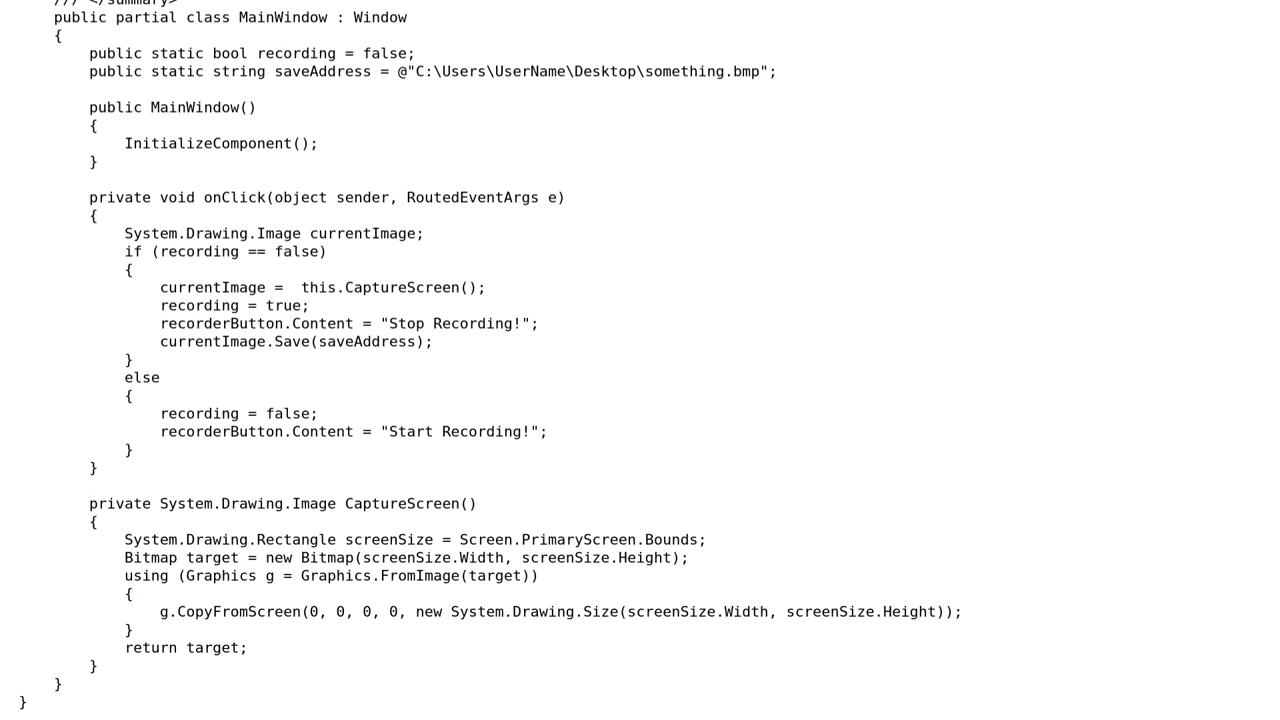 /// </summary>
    public partial class MainWindow : Window
    {
        public static bool recording = false;
        public static string saveAddress = @"C:\Users\UserName\Desktop\something.bmp";

        public MainWindow()
        {
            InitializeComponent();
        }

        private void onClick(object sender, RoutedEventArgs e)
        {
            System.Drawing.Image currentImage;
            if (recording == false)
            {
                currentImage =  this.CaptureScreen();
                recording = true;
                recorderButton.Content = "Stop Recording!";
                currentImage.Save(saveAddress);
            }
            else
            {
                recording = false;
                recorderButton.Content = "Start Recording!";
            }
        }

        private System.Drawing.Image CaptureScreen()
        {
            System.Drawing.Rectangle screenSize = Screen.PrimaryScreen.Bounds;
            Bitmap target = new Bitmap(screenSize.Width, screenSize.Height);
            using (Graphics g = Graphics.FromImage(target))
            {
                g.CopyFromScreen(0, 0, 0, 0, new System.Drawing.Size(screenSize.Width, screenSize.Height));
            }
            return target;
        }
    }
}